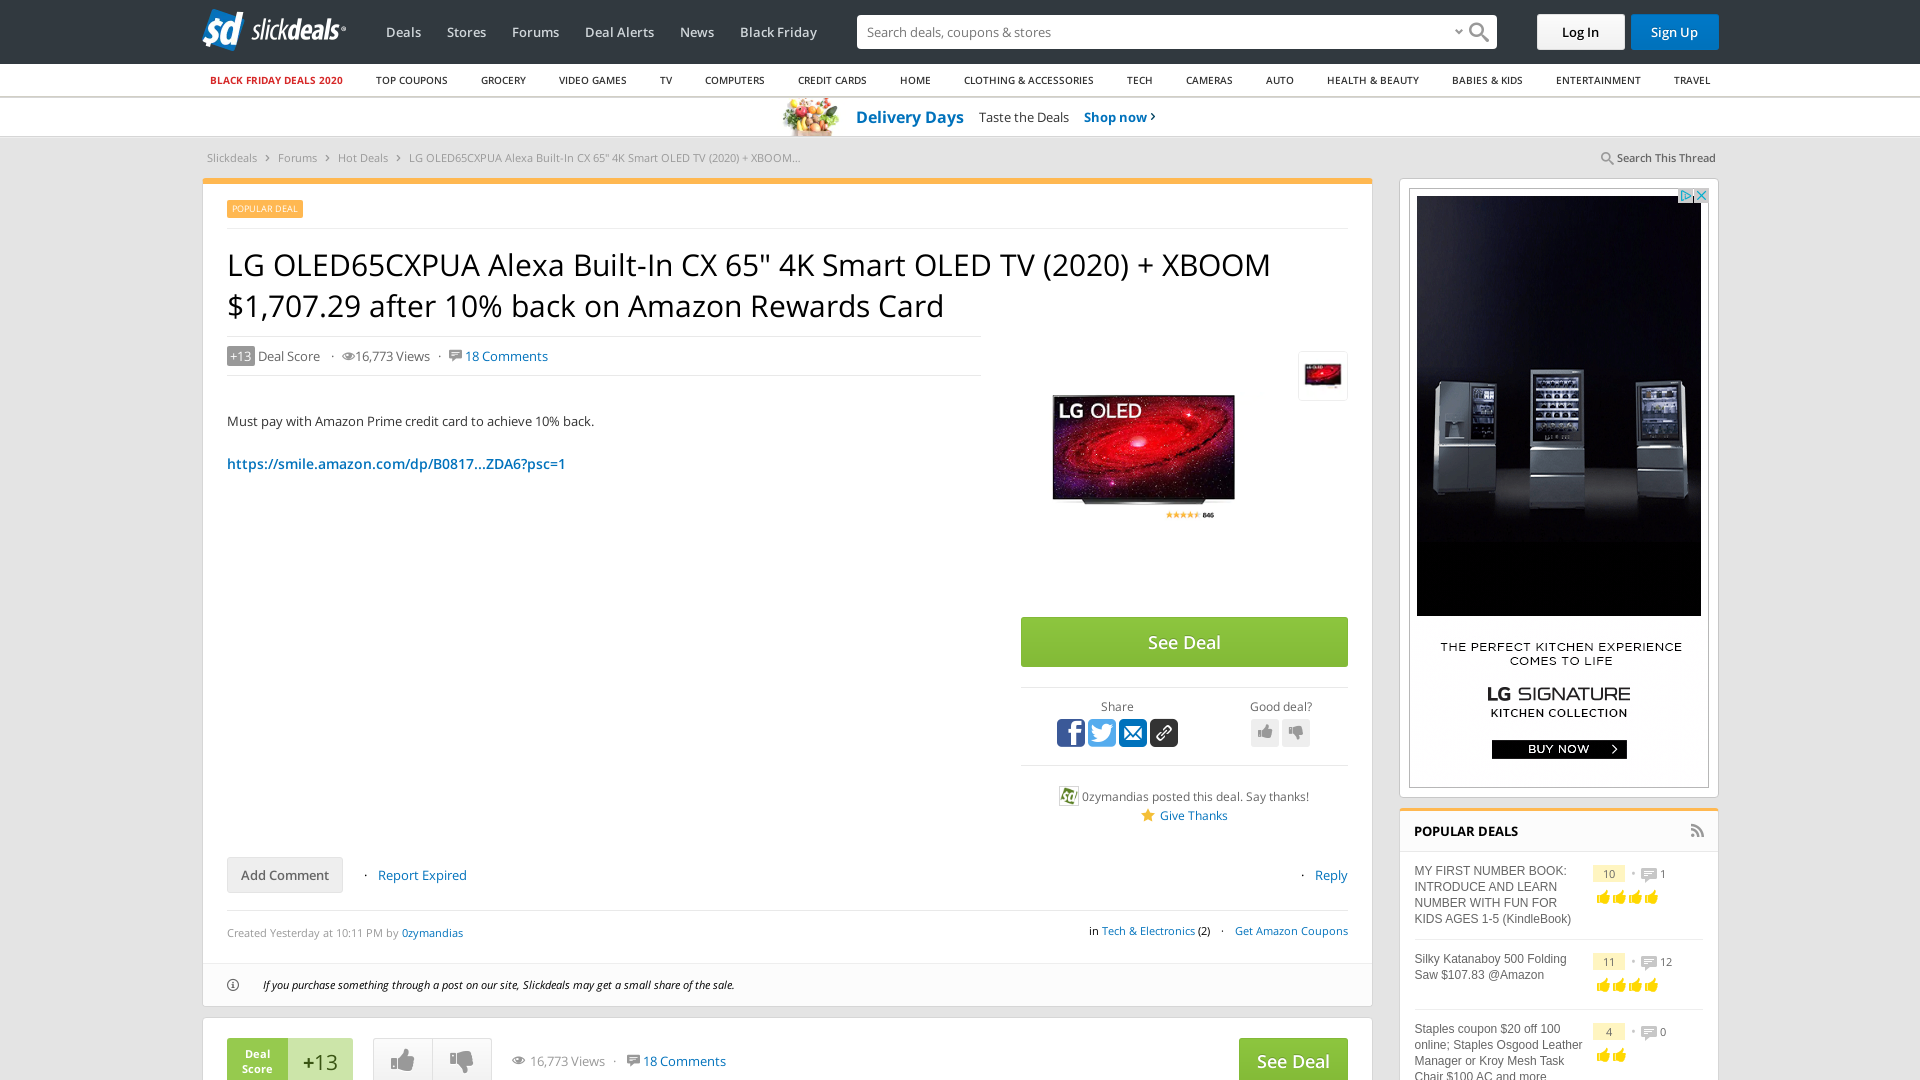 slickdeals
Deals
Stores
Forums
Deal Alerts
News
Black Friday
Search deals, coupons & stores
Log In
Sign Up
BLACK FRIDAY DEALS 2020
TOP COUPONS
GROCERY
VIDEO GAMES
TV
COMPUTERS
CREDIT CARDS
HOME
CLOTHING & ACCESSORIES
TECH
CAMERAS
AUTO
HEALTH & BEAUTY
BABIES & KIDS
ENTERTAINMENT
TRAVEL
Delivery Days Taste the Deals Shop now ›
Slickdeals › Forums › Hot Deals › LG OLED65CXPUA Alexa Built-In CX 65" 4K Smart OLED TV (2020) + XBOOM...
Search This Thread
POPULAR DEAL
LG OLED65CXPUA Alexa Built-In CX 65" 4K Smart OLED TV (2020) + XBOOM
$1,707.29 after 10% back on Amazon Rewards Card
+13 Deal Score · 16,773 Views · 18 Comments
Must pay with Amazon Prime credit card to achieve 10% back.
https://smile.amazon.com/dp/B0817...ZDA6?psc=1
LG OLED
846
See Deal
Share
Good deal?
0zymandias posted this deal. Say thanks!
Give Thanks
Add Comment
· Report Expired
· Reply
Created Yesterday at 10:11 PM by 0zymandias
in Tech & Electronics (2) · Get Amazon Coupons
If you purchase something through a post on our site, Slickdeals may get a small share of the sale.
Deal
Score
+13
16,773 Views · 18 Comments
See Deal
THE PERFECT KITCHEN EXPERIENCE
COMES TO LIFE
LG SIGNATURE
KITCHEN COLLECTION
BUY NOW
POPULAR DEALS
MY FIRST NUMBER BOOK:
INTRODUCE AND LEARN
NUMBER WITH FUN FOR
KIDS AGES 1-5 (KindleBook)
10 • 1
Silky Katanaboy 500 Folding
Saw $107.83 @Amazon
11 • 12
Staples coupon $20 off 100
online; Staples Osgood Leather
Manager or Kroy Mesh Task
Chair $100 AC and more
4 • 0